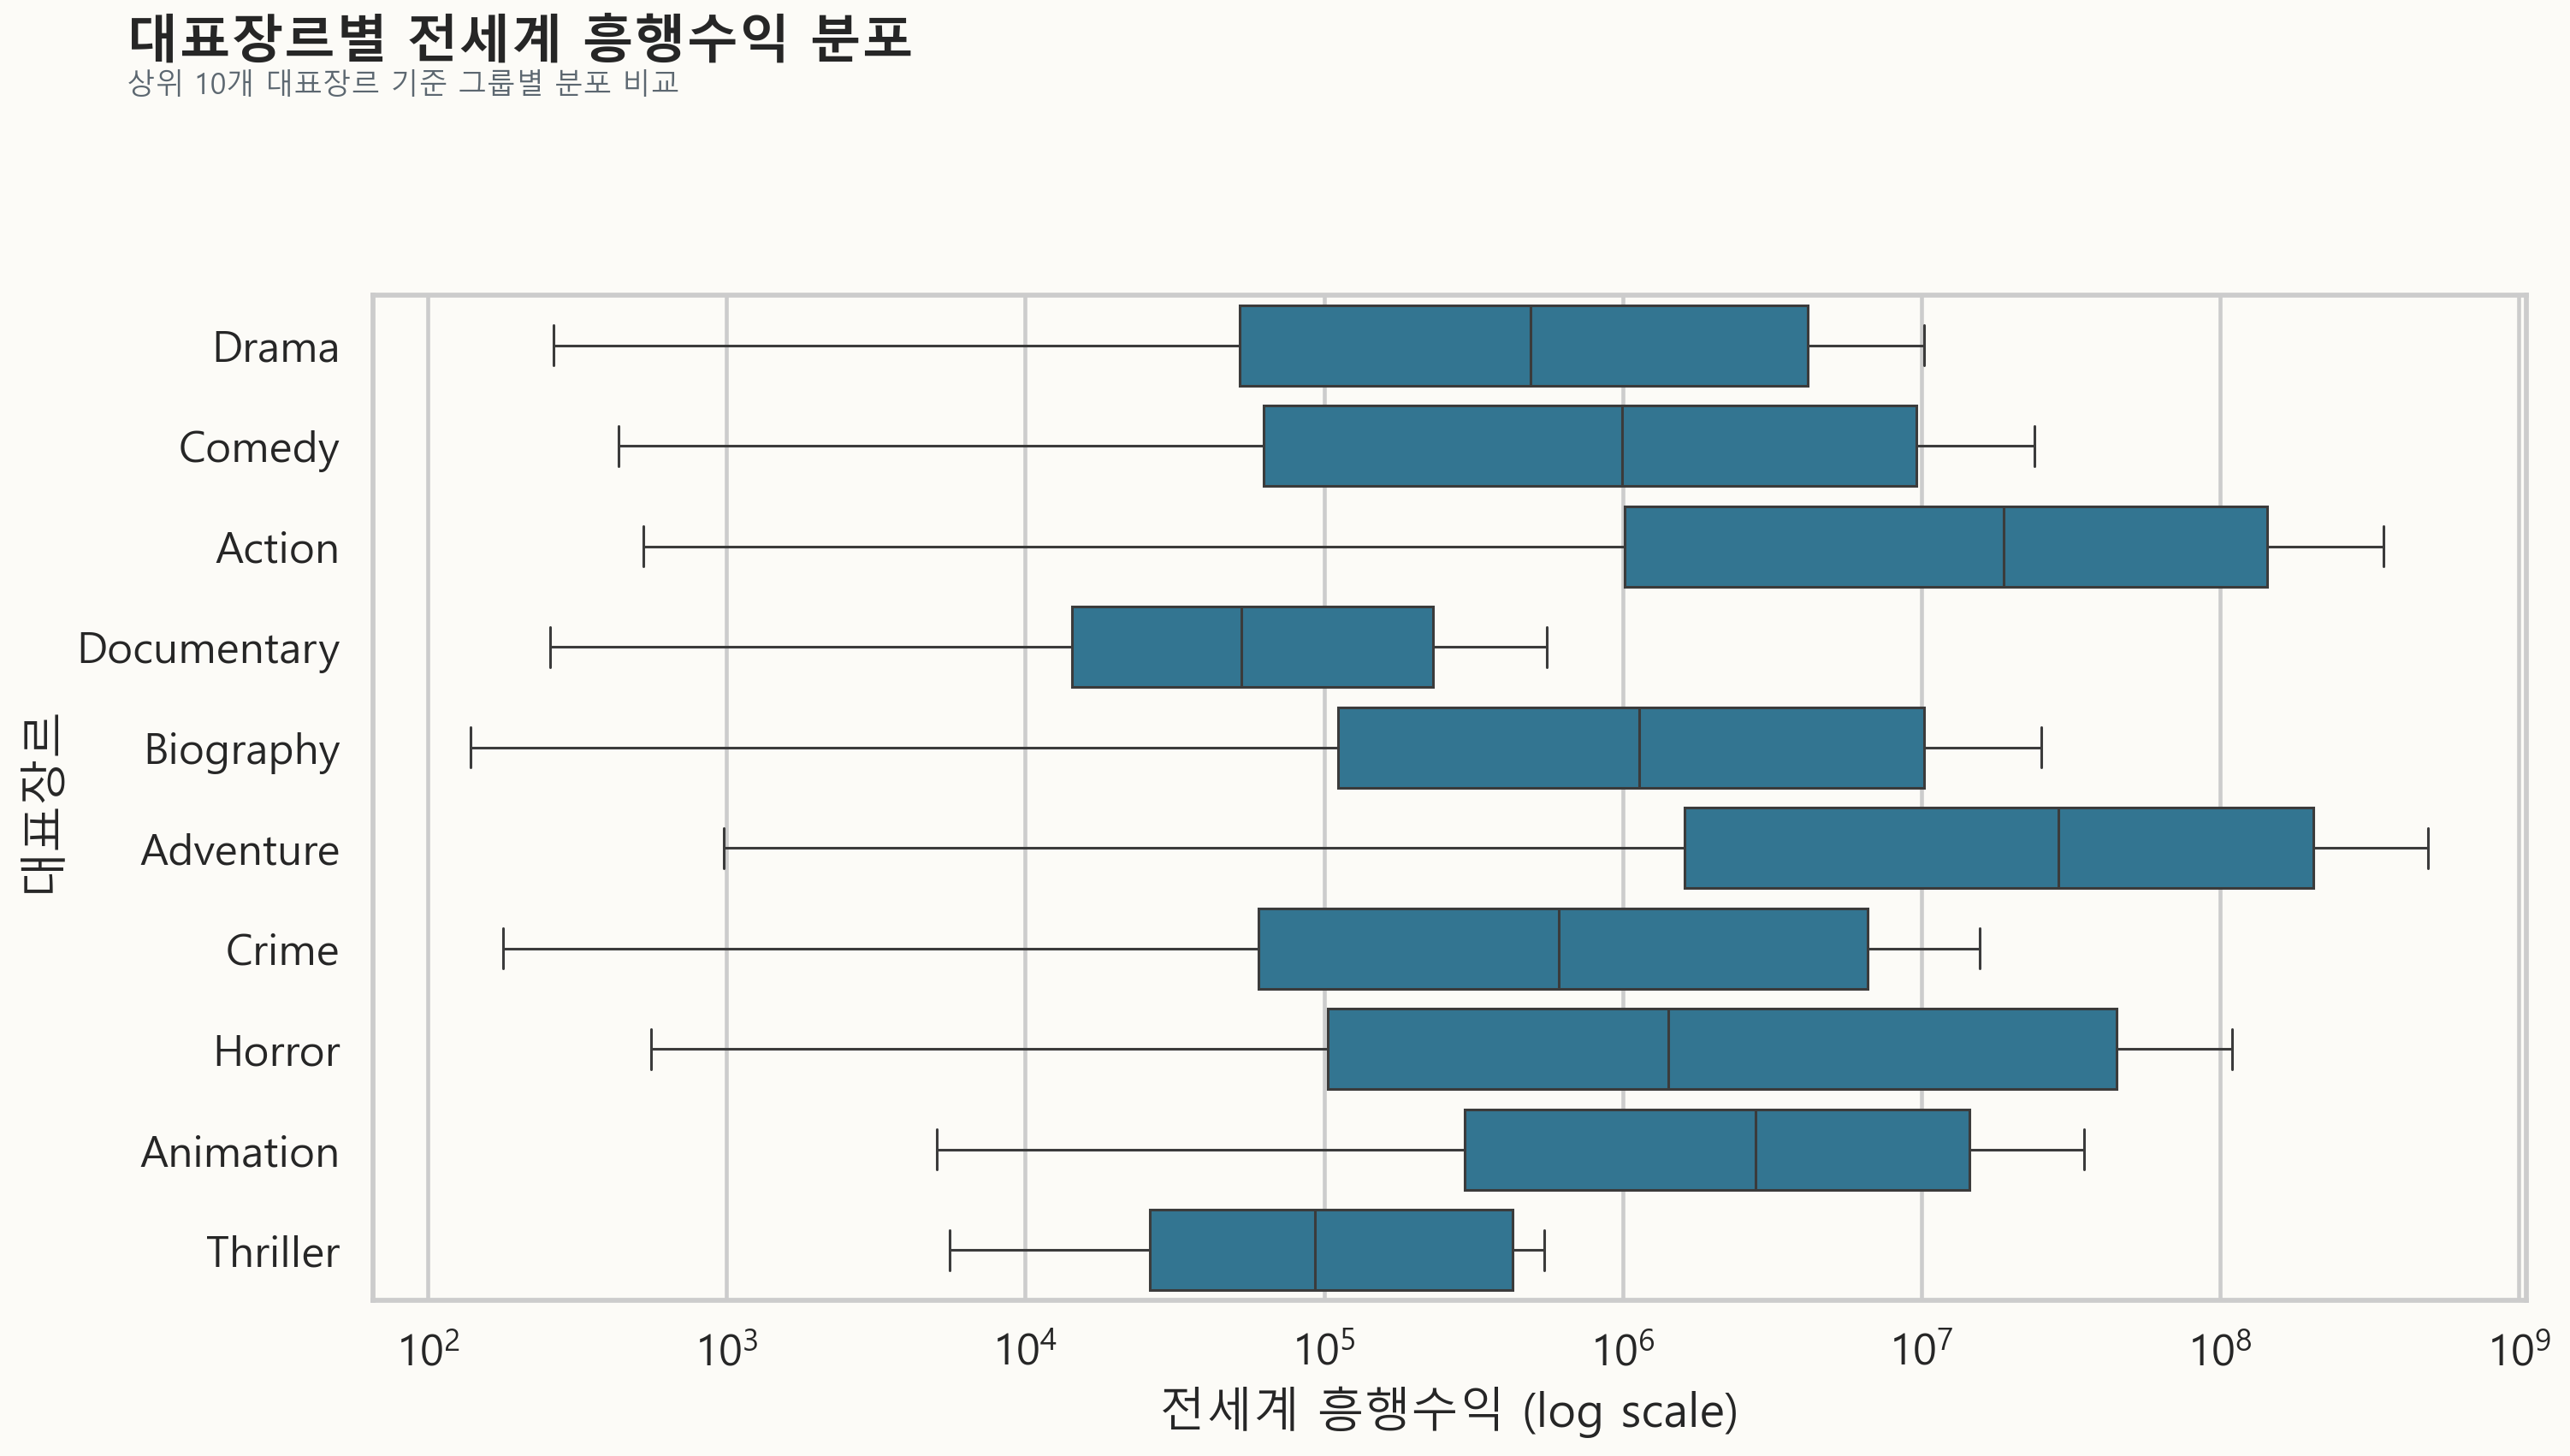 대표장르별 전세계 흥행수익 분포
상위 10개 대표장르 기준 그룹별 분포 비교
대표장르
Drama
Comedy
Action
Documentary
Biography
Adventure
Crime
Horror
Animation
Thriller
10² 10³ 10⁴ 10⁵ 10⁶ 10⁷ 10⁸ 10⁹
전세계 흥행수익 (log scale)